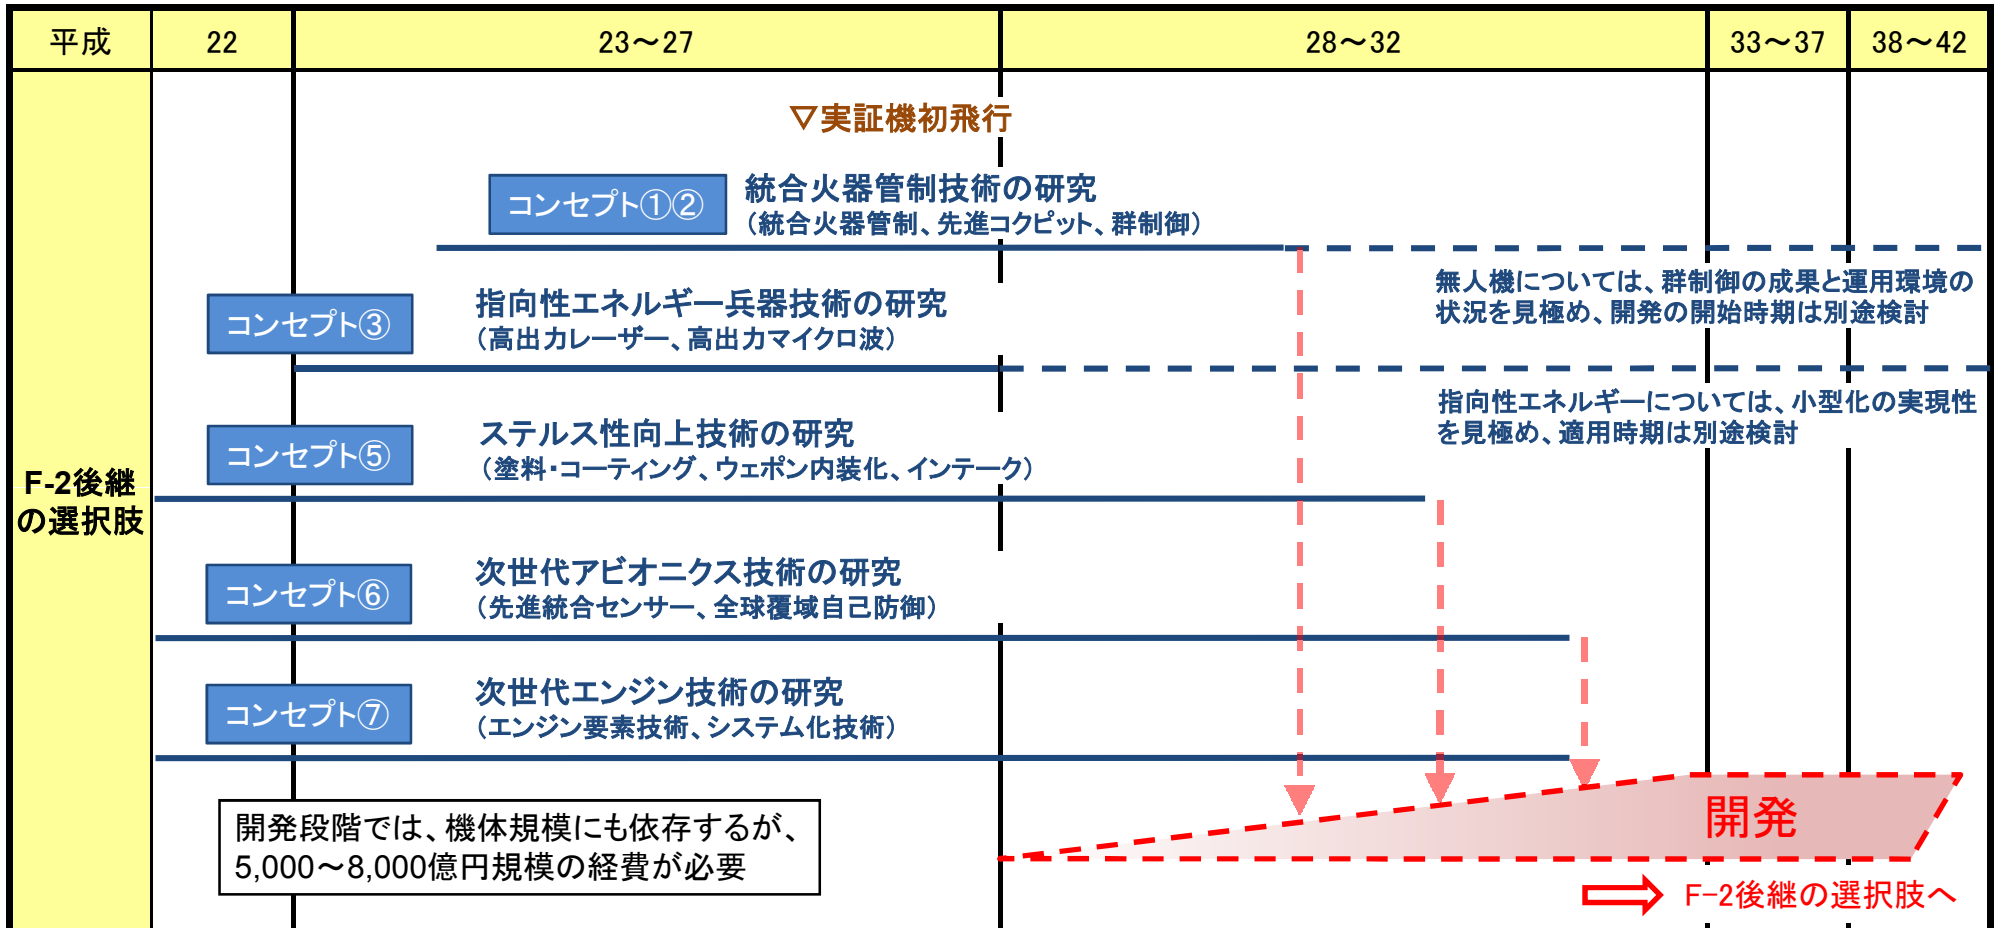 平成 22 23～27 28～32 33～37 38～42
▽実証機初飛行
コンセプト①②
統合火器管制技術の研究
（統合火器管制、先進コクピット、群制御）
無人機については、群制御の成果と運用環境の
状況を見極め、開発の開始時期は別途検討
コンセプト③
指向性エネルギー兵器技術の研究
（高出力レーザー、高出力マイクロ波）
指向性エネルギーについては、小型化の実現性
を見極め、適用時期は別途検討
コンセプト⑤
ステルス性向上技術の研究
（塗料・コーティング、ウェポン内装化、インテーク）
F-2後継
の選択肢
コンセプト⑥
次世代アビオニクス技術の研究
（先進統合センサー、全球覆域自己防御）
コンセプト⑦
次世代エンジン技術の研究
（エンジン要素技術、システム化技術）
開発段階では、機体規模にも依存するが、
5,000～8,000億円規模の経費が必要
開発
F-2後継の選択肢へ